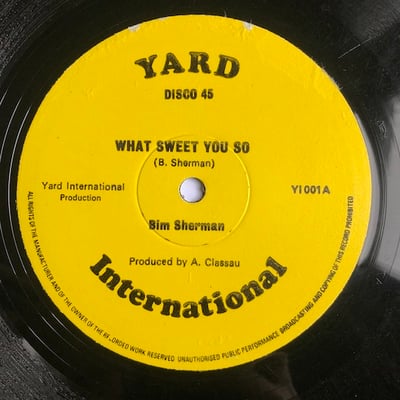 YARD
DISCO 45
WHAT SWEET YOU SO
(B. Sherman)
Yard International
Production
YI 001 A
Bim Sherman
Produced by A. Classau
International
ALL RIGHTS OF THE MANUFACTURER AND OF THE OWNER OF THE RECORDED WORK RESERVED UNAUTHORISED PUBLIC PERFORMANCE BROADCASTING AND COPYING OF THIS RECORD PROHIBITED